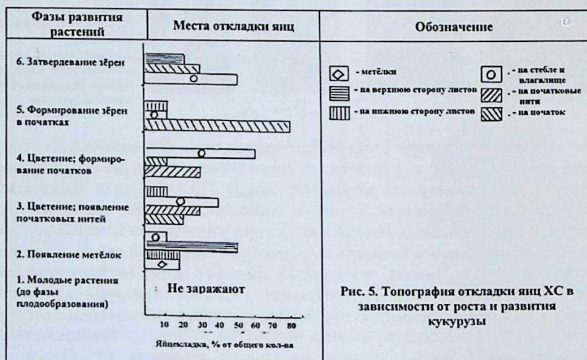 Фазы развития
растений
Места откладки яиц
Обозначение
6. Затвердевание зёрен
5. Формирование зёрен
в початках
4. Цветение; формиро-
вание початков
3. Цветение; появление
початковых нитей
2. Появление метёлок
1. Молодые растения
(до фазы
плодообразования)
Не заражают
10 20 30 40 50 60 70 80
Яйцекладка, % от общего кол-ва
- метёлки
- на верхнюю сторону листов
- на нижнюю сторону листов
- на стебле и
влагалище
- на початковые
нити
- на початок
Рис. 5. Топография откладки яиц ХС в
зависимости от роста и развития
кукурузы